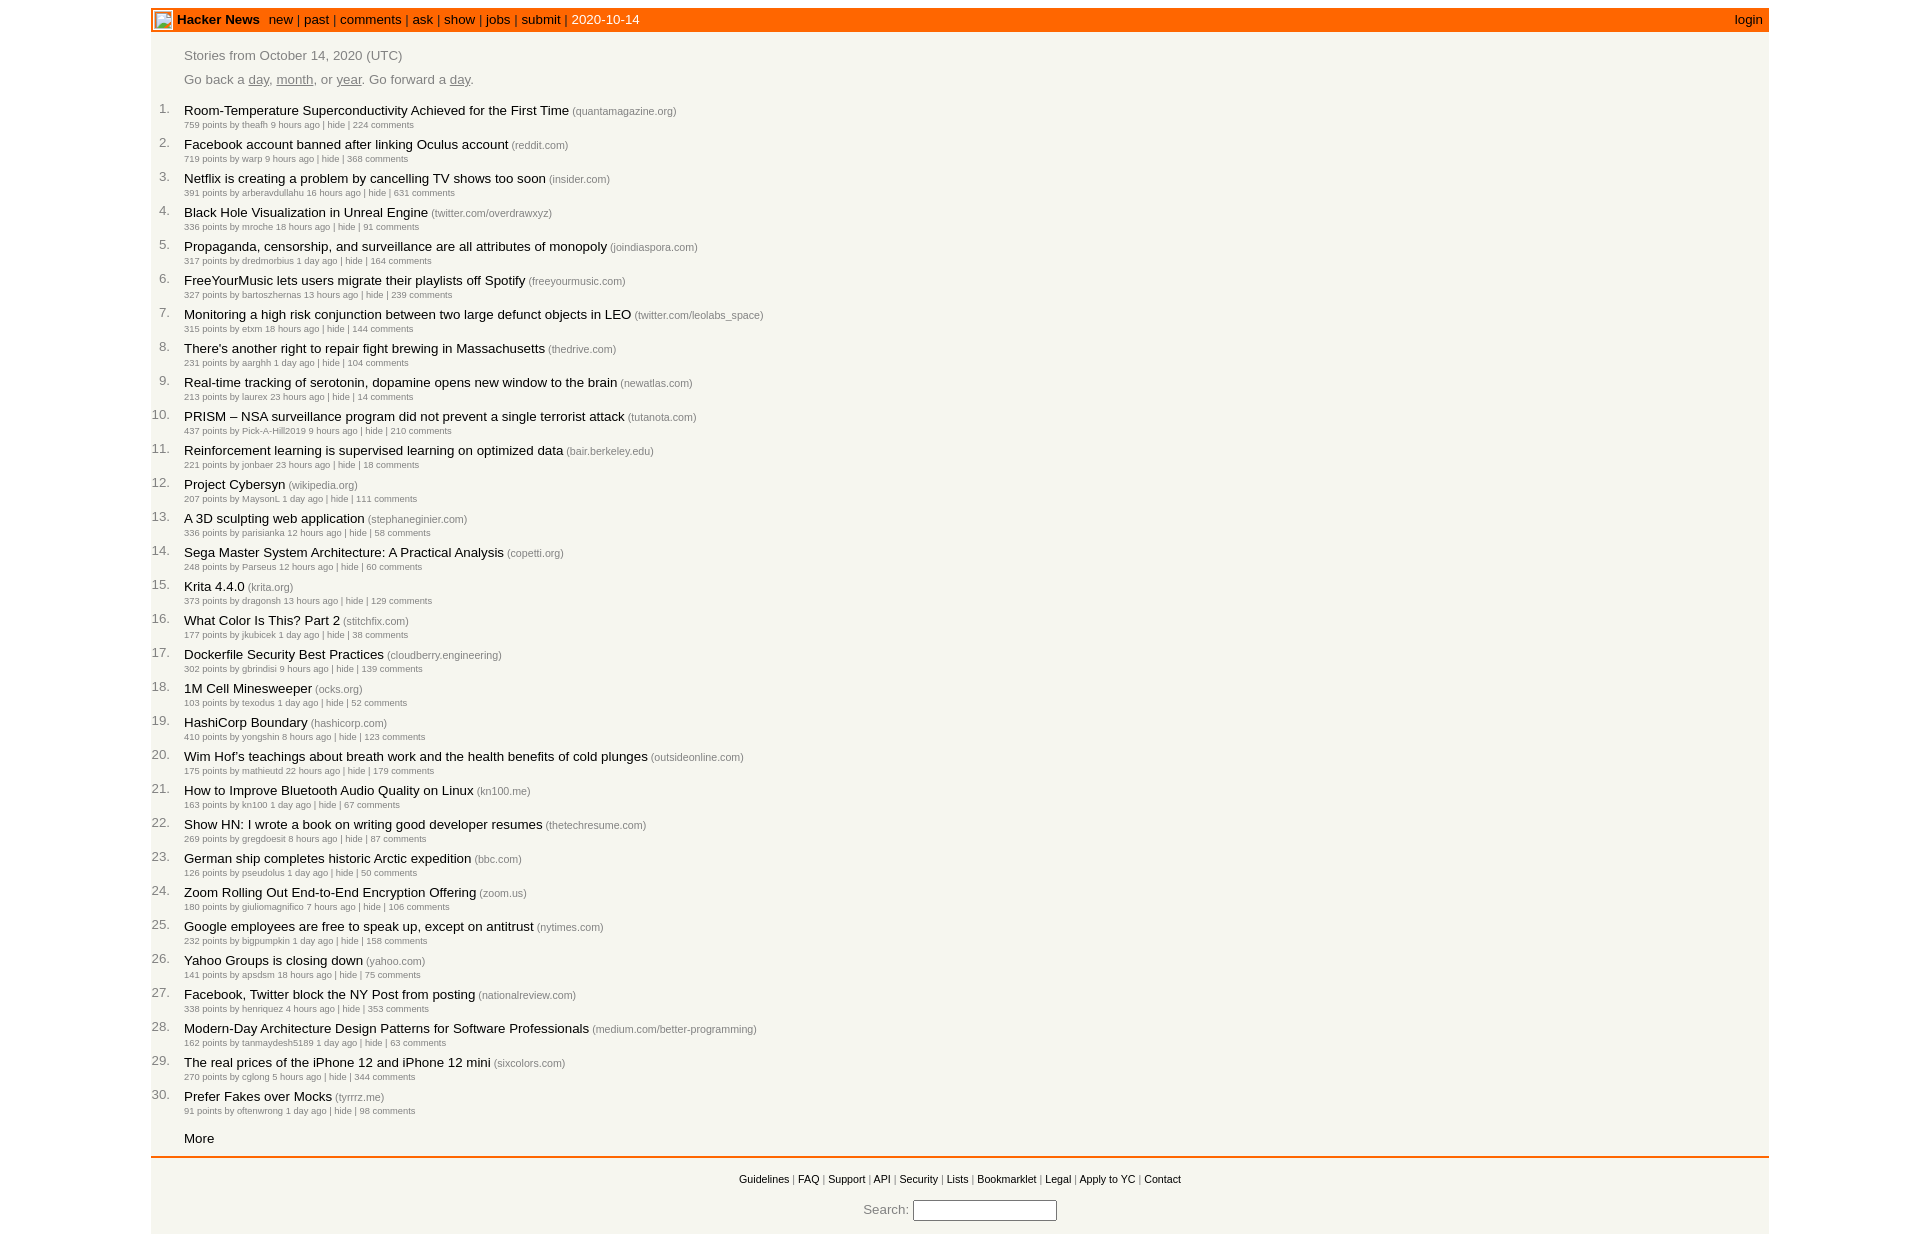 Hacker News new | past | comments | ask | show | jobs | submit | 2020-10-14 login
Stories from October 14, 2020 (UTC)
Go back a day, month, or year. Go forward a day.
1. Room-Temperature Superconductivity Achieved for the First Time (quantamagazine.org)
759 points by theafh 9 hours ago | hide | 224 comments
2. Facebook account banned after linking Oculus account (reddit.com)
719 points by warp 9 hours ago | hide | 368 comments
3. Netflix is creating a problem by cancelling TV shows too soon (insider.com)
391 points by arberavdullahu 16 hours ago | hide | 631 comments
4. Black Hole Visualization in Unreal Engine (twitter.com/overdrawxyz)
336 points by mroche 18 hours ago | hide | 91 comments
5. Propaganda, censorship, and surveillance are all attributes of monopoly (joindiaspora.com)
317 points by dredmorbius 1 day ago | hide | 164 comments
6. FreeYourMusic lets users migrate their playlists off Spotify (freeyourmusic.com)
327 points by bartoszhernas 13 hours ago | hide | 239 comments
7. Monitoring a high risk conjunction between two large defunct objects in LEO (twitter.com/leolabs_space)
315 points by etxm 18 hours ago | hide | 144 comments
8. There's another right to repair fight brewing in Massachusetts (thedrive.com)
231 points by aarghh 1 day ago | hide | 104 comments
9. Real-time tracking of serotonin, dopamine opens new window to the brain (newatlas.com)
213 points by laurex 23 hours ago | hide | 14 comments
10. PRISM – NSA surveillance program did not prevent a single terrorist attack (tutanota.com)
437 points by Pick-A-Hill2019 9 hours ago | hide | 210 comments
11. Reinforcement learning is supervised learning on optimized data (bair.berkeley.edu)
221 points by jonbaer 23 hours ago | hide | 18 comments
12. Project Cybersyn (wikipedia.org)
207 points by MaysonL 1 day ago | hide | 111 comments
13. A 3D sculpting web application (stephaneginier.com)
336 points by parisianka 12 hours ago | hide | 58 comments
14. Sega Master System Architecture: A Practical Analysis (copetti.org)
248 points by Parseus 12 hours ago | hide | 60 comments
15. Krita 4.4.0 (krita.org)
373 points by dragonsh 13 hours ago | hide | 129 comments
16. What Color Is This? Part 2 (stitchfix.com)
177 points by jkubicek 1 day ago | hide | 38 comments
17. Dockerfile Security Best Practices (cloudberry.engineering)
302 points by gbrindisi 9 hours ago | hide | 139 comments
18. 1M Cell Minesweeper (ocks.org)
103 points by texodus 1 day ago | hide | 52 comments
19. HashiCorp Boundary (hashicorp.com)
410 points by yongshin 8 hours ago | hide | 123 comments
20. Wim Hof's teachings about breath work and the health benefits of cold plunges (outsideonline.com)
175 points by mathieutd 22 hours ago | hide | 179 comments
21. How to Improve Bluetooth Audio Quality on Linux (kn100.me)
163 points by kn100 1 day ago | hide | 67 comments
22. Show HN: I wrote a book on writing good developer resumes (thetechresume.com)
269 points by gregdoesit 8 hours ago | hide | 87 comments
23. German ship completes historic Arctic expedition (bbc.com)
126 points by pseudolus 1 day ago | hide | 50 comments
24. Zoom Rolling Out End-to-End Encryption Offering (zoom.us)
180 points by giuliomagnifico 7 hours ago | hide | 106 comments
25. Google employees are free to speak up, except on antitrust (nytimes.com)
232 points by bigpumpkin 1 day ago | hide | 158 comments
26. Yahoo Groups is closing down (yahoo.com)
141 points by apsdsm 18 hours ago | hide | 75 comments
27. Facebook, Twitter block the NY Post from posting (nationalreview.com)
338 points by henriquez 4 hours ago | hide | 353 comments
28. Modern-Day Architecture Design Patterns for Software Professionals (medium.com/better-programming)
162 points by tanmaydesh5189 1 day ago | hide | 63 comments
29. The real prices of the iPhone 12 and iPhone 12 mini (sixcolors.com)
270 points by cglong 5 hours ago | hide | 344 comments
30. Prefer Fakes over Mocks (tyrrrz.me)
91 points by oftenwrong 1 day ago | hide | 98 comments
More
Guidelines | FAQ | Support | API | Security | Lists | Bookmarklet | Legal | Apply to YC | Contact
Search: